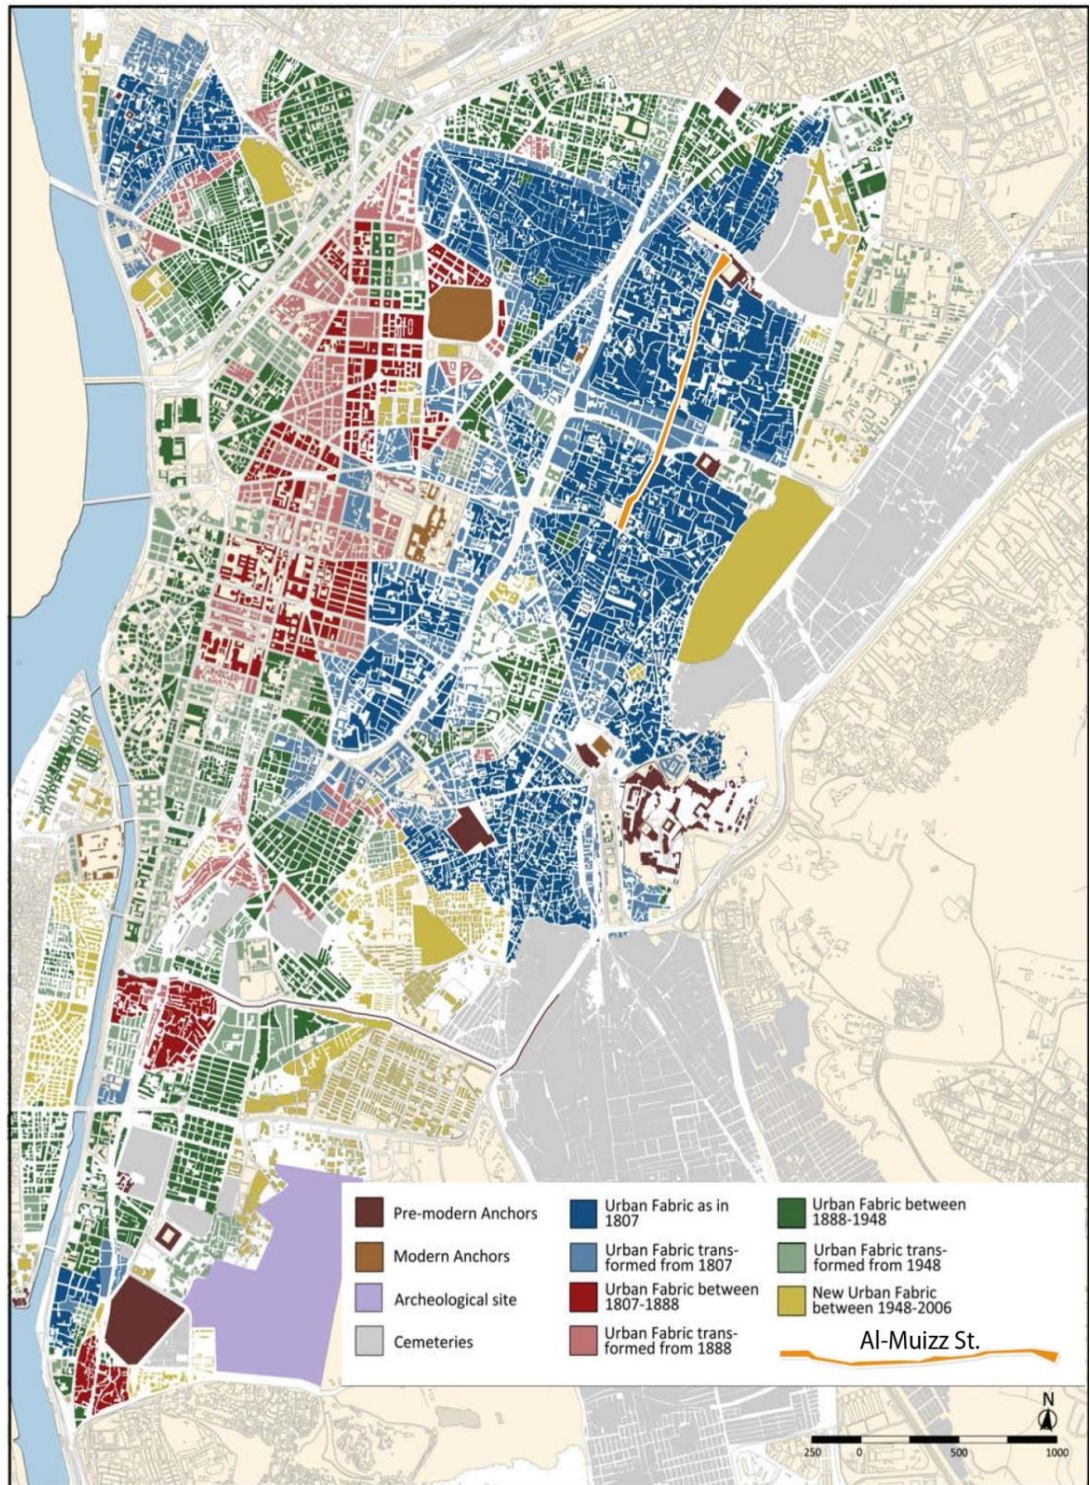 Pre-modern Anchors
Modern Anchors
Archeological site
Cemeteries
Urban Fabric as in
1807
Urban Fabric trans-
formed from 1807
Urban Fabric between
1807-1888
Urban Fabric trans-
formed from 1888
Urban Fabric between
1888-1948
Urban Fabric trans-
formed from 1948
New Urban Fabric
between 1948-2006
Al-Muizz St.
N
250 0 500 1000